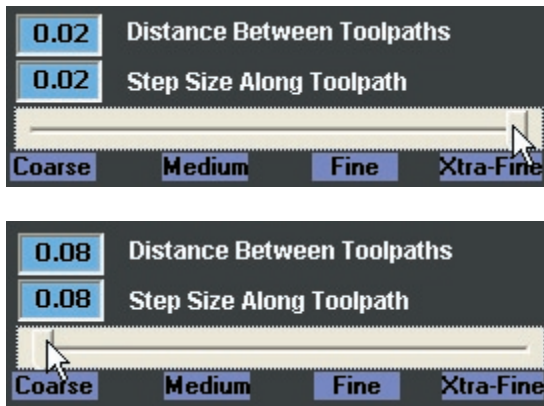 0.02 Distance Between Toolpaths
0.02 Step Size Along Toolpath
Coarse Medium Fine Xtra-Fine
0.08 Distance Between Toolpaths
0.08 Step Size Along Toolpath
Coarse Medium Fine Xtra-Fine